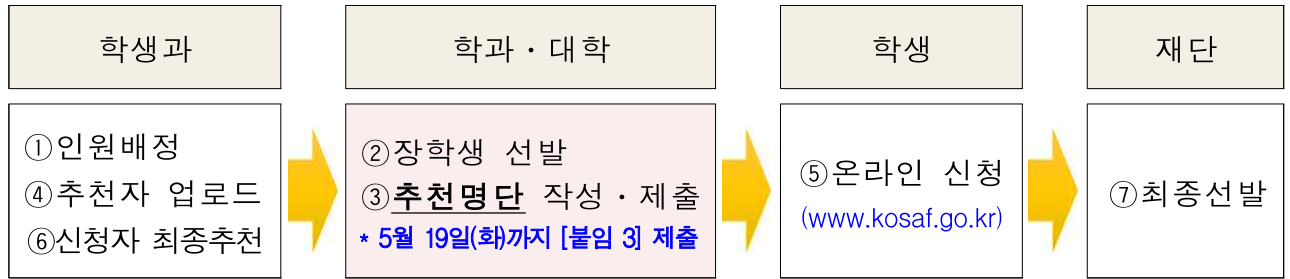 학생과
학과·대학
학생
재단
①인원배정
④추천자 업로드
⑥신청자 최종추천
②장학생 선발
③추천명단 작성·제출
* 5월 19일(화)까지 [붙임 3] 제출
⑤온라인 신청
(www.kosaf.go.kr)
⑦최종선발